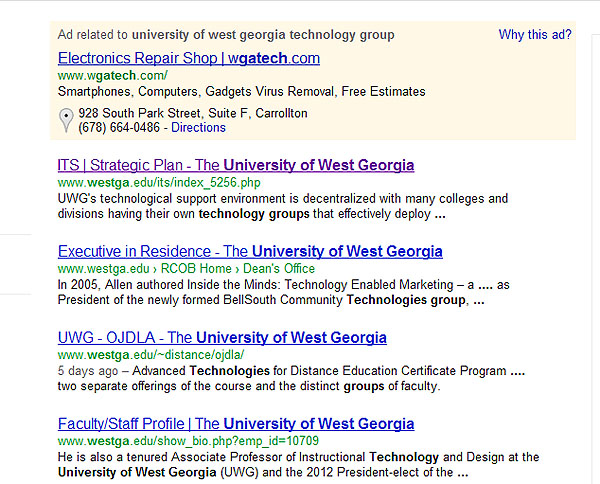 Ad related to university of west georgia technology group Why this ad?
Electronics Repair Shop | wgatech.com
www.wgatech.com/
Smartphones, Computers, Gadgets Virus Removal, Free Estimates
928 South Park Street, Suite F, Carrollton
(678) 664-0486 - Directions
ITS | Strategic Plan - The University of West Georgia
www.westga.edu/its/index_5256.php
UWG's technological support environment is decentralized with many colleges and
divisions having their own technology groups that effectively deploy ...
Executive in Residence - The University of West Georgia
www.westga.edu › RCOB Home › Dean's Office
In 2005, Allen authored Inside the Minds: Technology Enabled Marketing – a .... as
President of the newly formed BellSouth Community Technologies group, ...
UWG - OJDLA - The University of West Georgia
www.westga.edu/~distance/ojdla/
5 days ago – Advanced Technologies for Distance Education Certificate Program ....
two separate offerings of the course and the distinct groups of faculty.
Faculty/Staff Profile | The University of West Georgia
www.westga.edu/show_bio.php?emp_id=10709
He is also a tenured Associate Professor of Instructional Technology and Design at the
University of West Georgia (UWG) and the 2012 President-elect of the ...